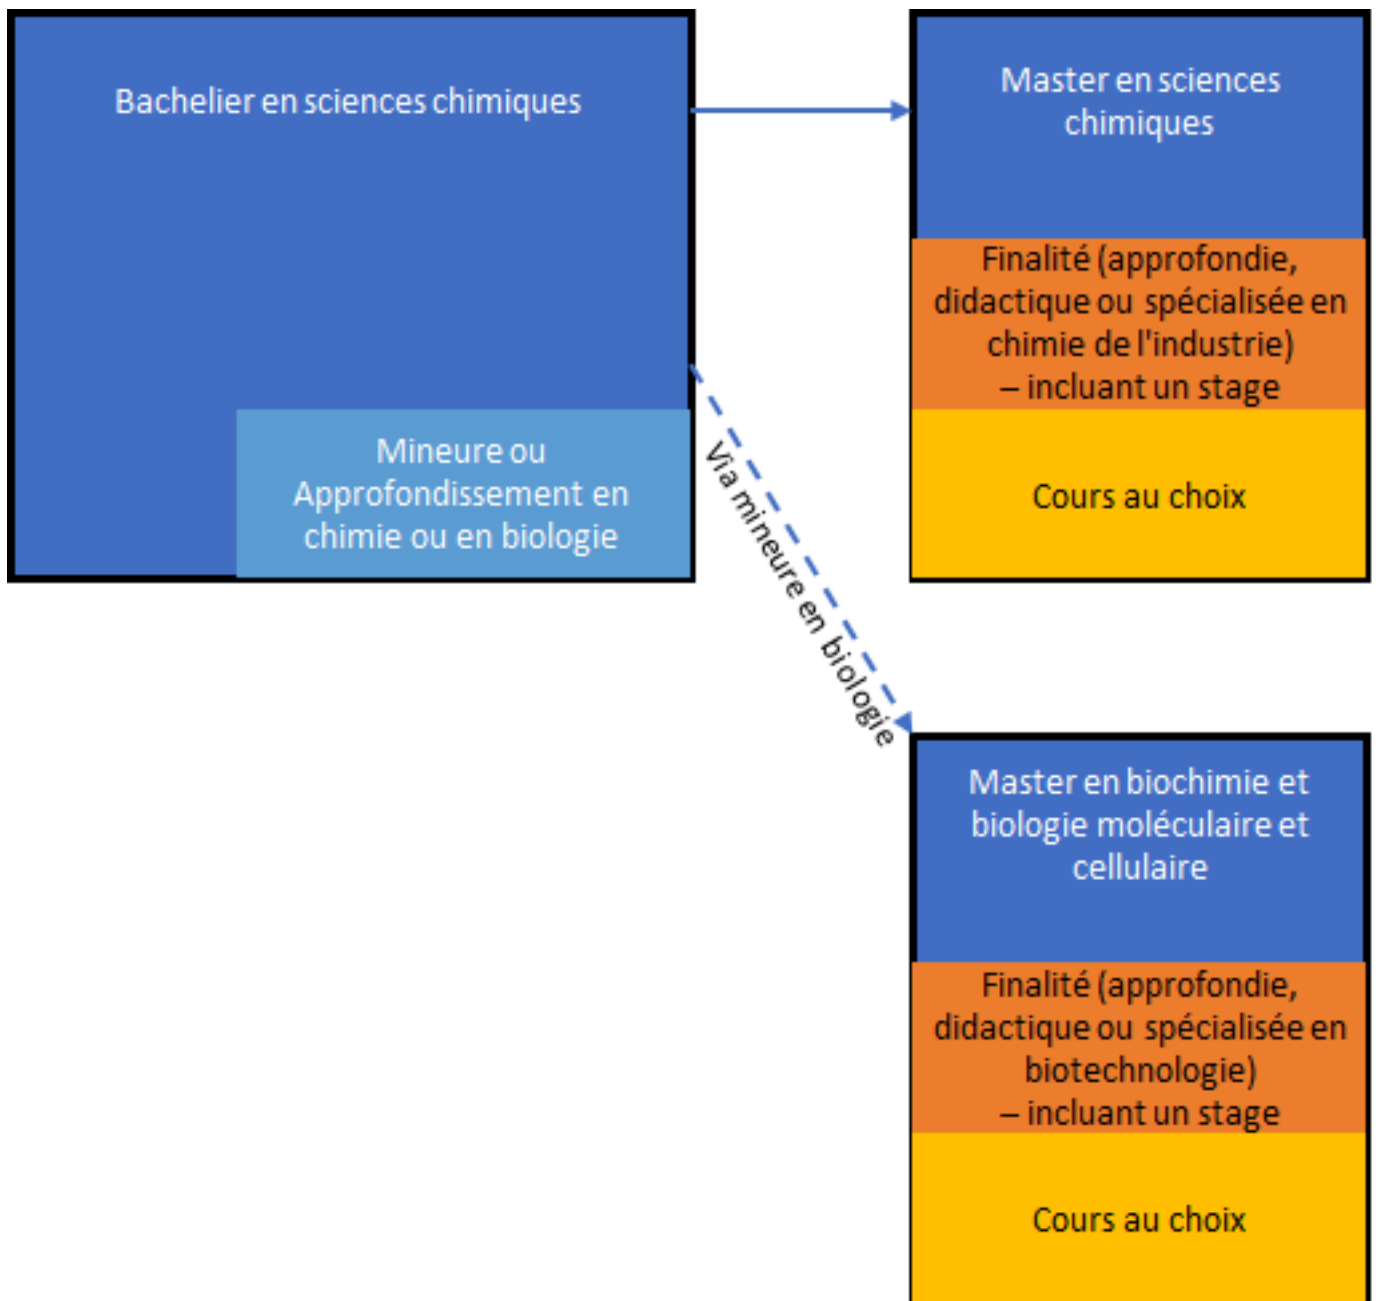 Bachelier en sciences chimiques
Mineure ou
Approfondissement en
chimie ou en biologie
Via mineure en biologie
Master en sciences
chimiques
Finalité (approfondie,
didactique ou spécialisée en
chimie de l'industrie)
– incluant un stage
Cours au choix
Master en biochimie et
biologie moléculaire et
cellulaire
Finalité (approfondie,
didactique ou spécialisée en
biotechnologie)
– incluant un stage
Cours au choix